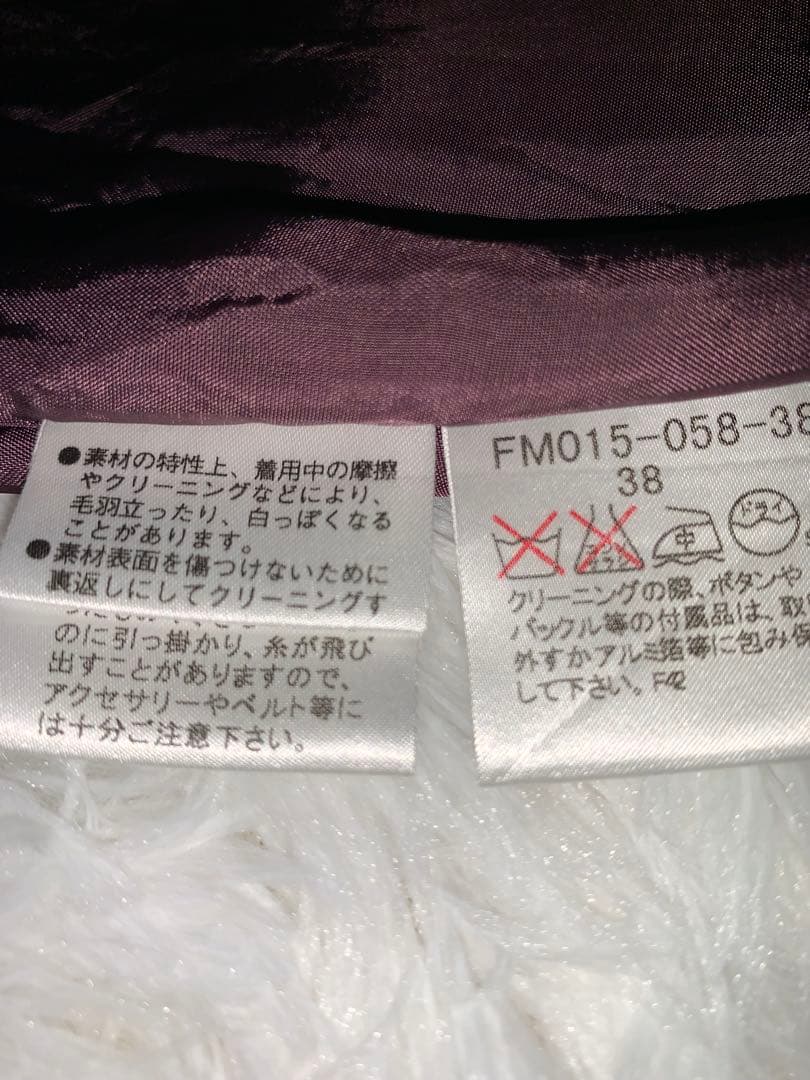 ●素材の特性上、着用中の摩擦
やクリーニングなどにより、
毛羽立ったり、白っぽくなる
ことがあります。
●素材表面を傷つけないために
裏返しにしてクリーニングす
のに引っ掛かり、糸が飛び
出すことがありますので、
アクセサリーやベルト等に
は十分ご注意下さい。
FM015-058-38
38
エンソ
サラシ
中
ドライ
クリーニングの際、ボタンや
バックル等の付属品は、取
外すかアルミ箔等に包み保
して下さい。F42